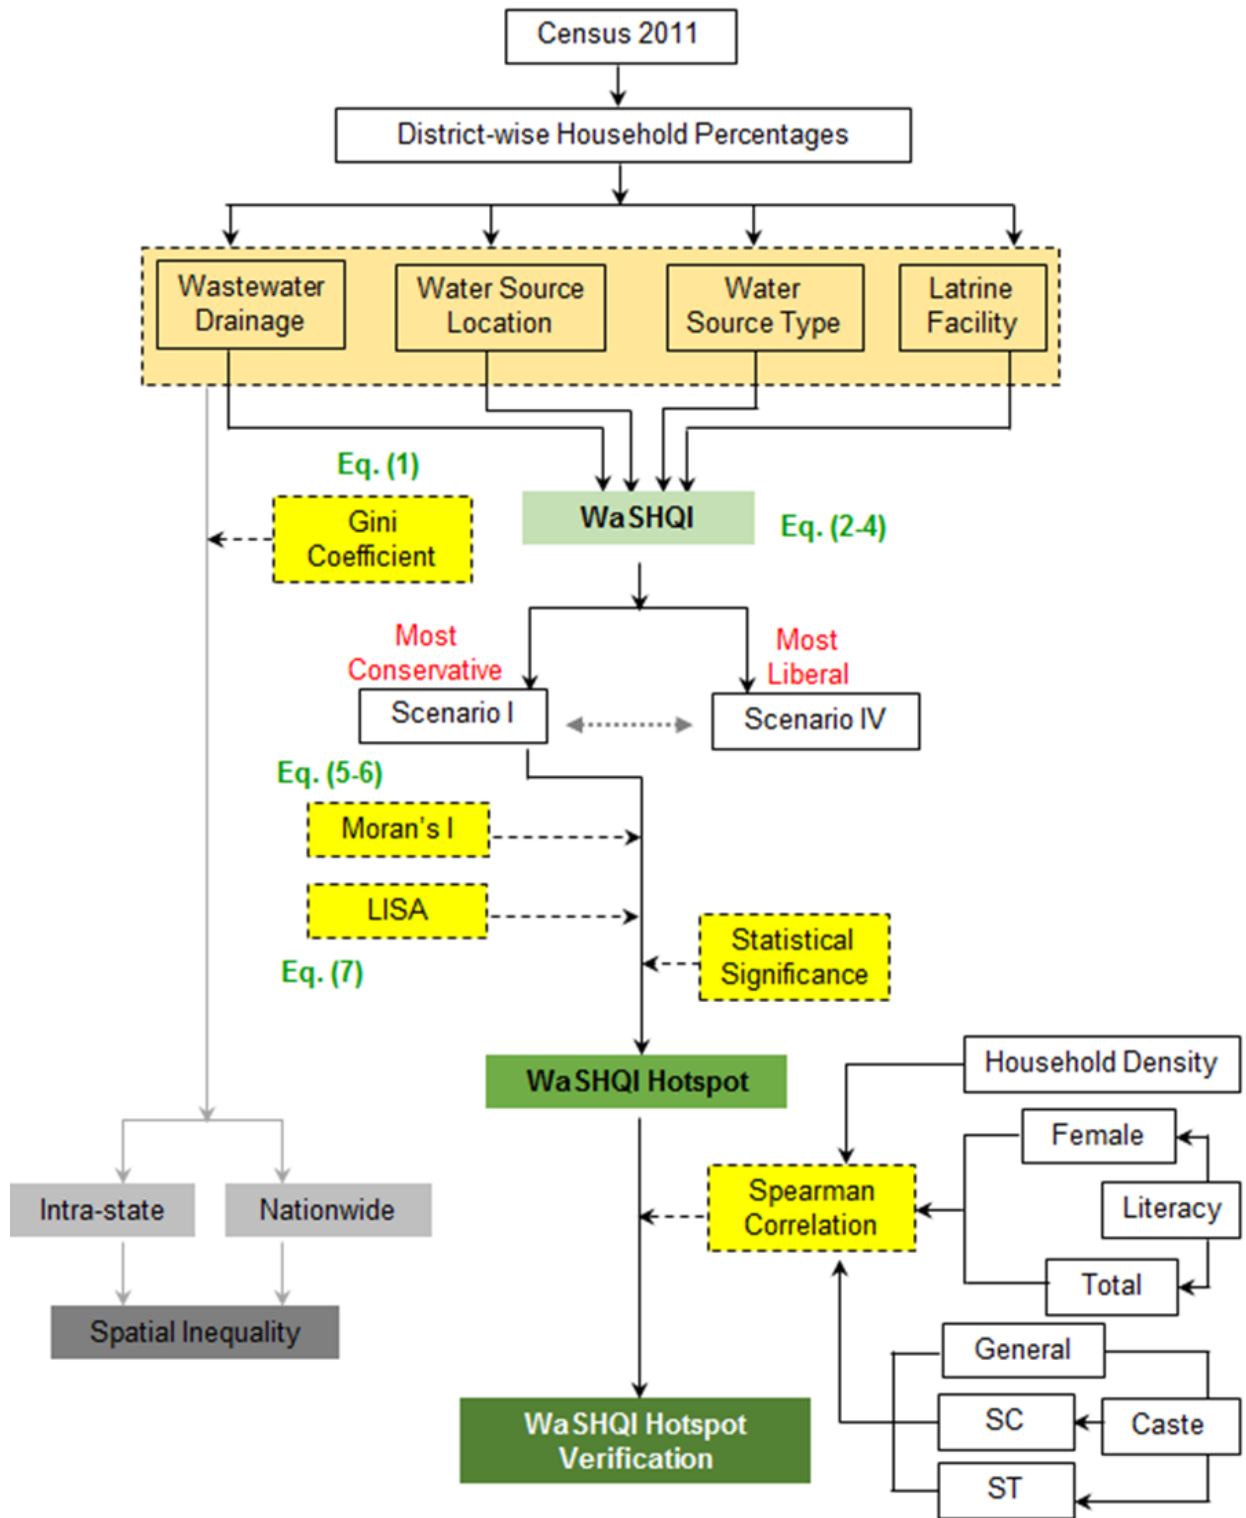 Census 2011
District-wise Household Percentages
Wastewater
Drainage
Water Source
Location
Water
Source Type
Latrine
Facility
Eq. (1)
Gini
Coefficient
WaSHQI
Eq. (2-4)
Most
Conservative
Most
Liberal
Scenario I
Scenario IV
Eq. (5-6)
Moran's I
LISA
Eq. (7)
Statistical
Significance
WaSHQI Hotspot
Household Density
Female
Literacy
Total
Spearman
Correlation
Intra-state
Nationwide
Spatial Inequality
General
SC
Caste
ST
WaSHQI Hotspot
Verification